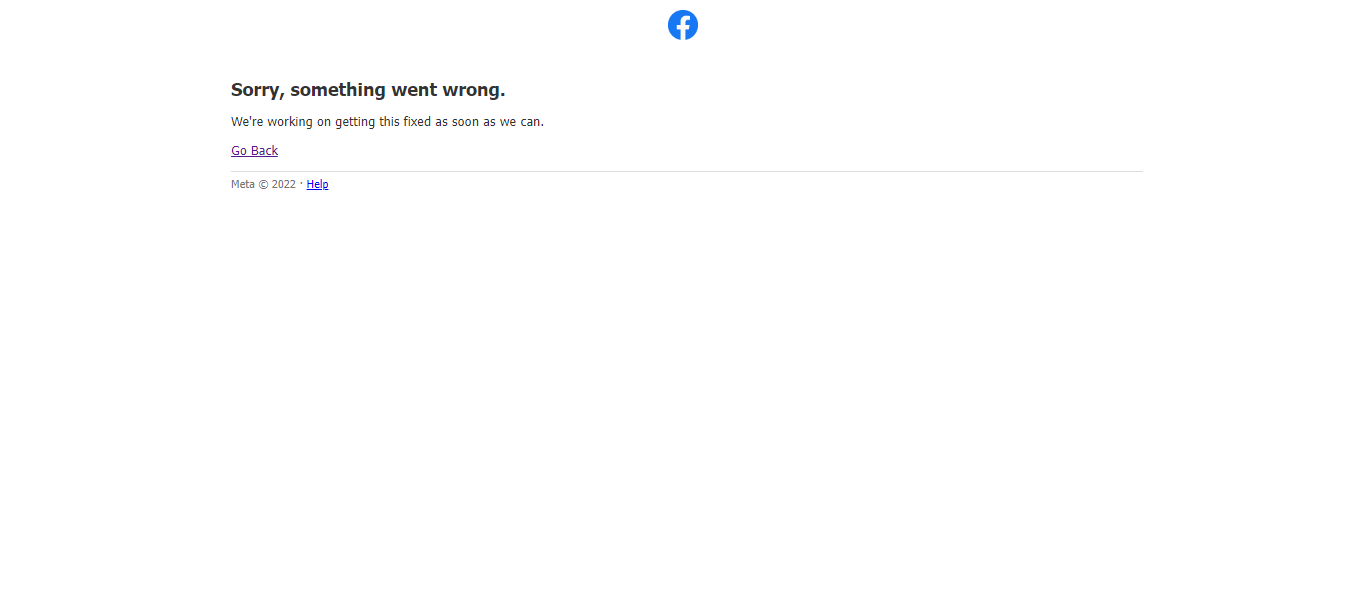 Sorry, something went wrong.
We're working on getting this fixed as soon as we can.
Go Back
Meta © 2022 · Help